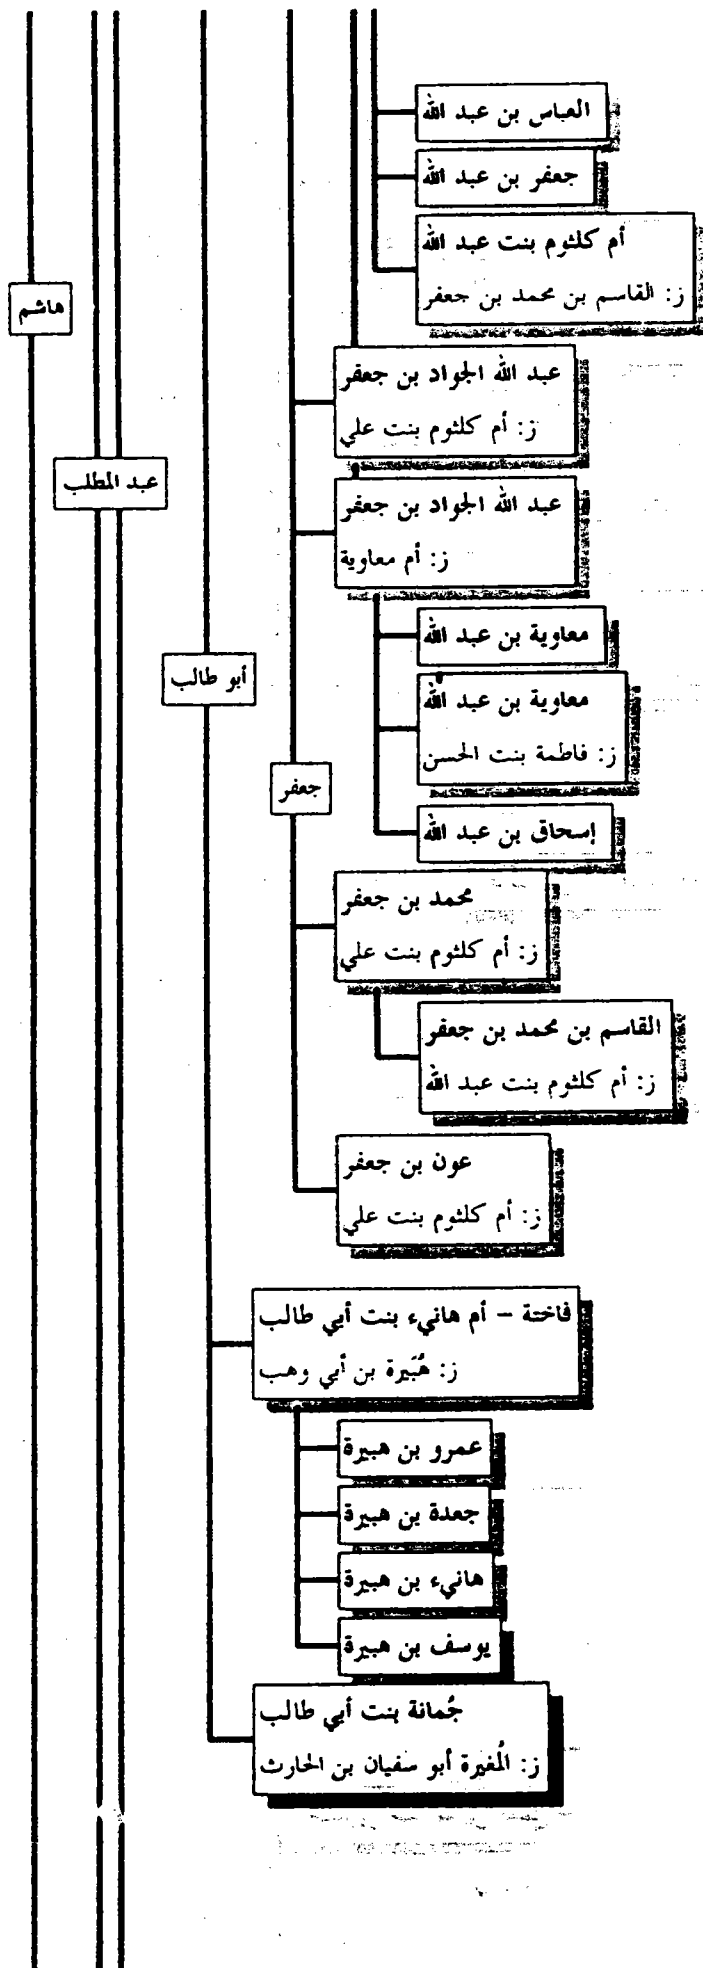 العباس بن عبد الله
جعفر بن عبد الله
أم كلثوم بنت عبد الله
ز: القاسم بن محمد بن جعفر
هاشم
عبد الله الجواد بن جعفر
ز: أم كلثوم بنت علي
عبد المطلب
عبد الله الجواد بن جعفر
ز: أم معاوية
معاوية بن عبد الله
أبو طالب
معاوية بن عبد الله
ز: فاطمة بنت الحسن
جعفر
إسحاق بن عبد الله
محمد بن جعفر
ز: أم كلثوم بنت علي
القاسم بن محمد بن جعفر
ز: أم كلثوم بنت عبد الله
عون بن جعفر
ز: أم كلثوم بنت علي
فاختة – أم هانيء بنت أبي طالب
ز: هُبَيرة بن أبي وهب
عمرو بن هبيرة
جعدة بن هبيرة
هانيء بن هبيرة
يوسف بن هبيرة
جُمانة بنت أبي طالب
ز: المُغيرة أبو سفيان بن الحارث